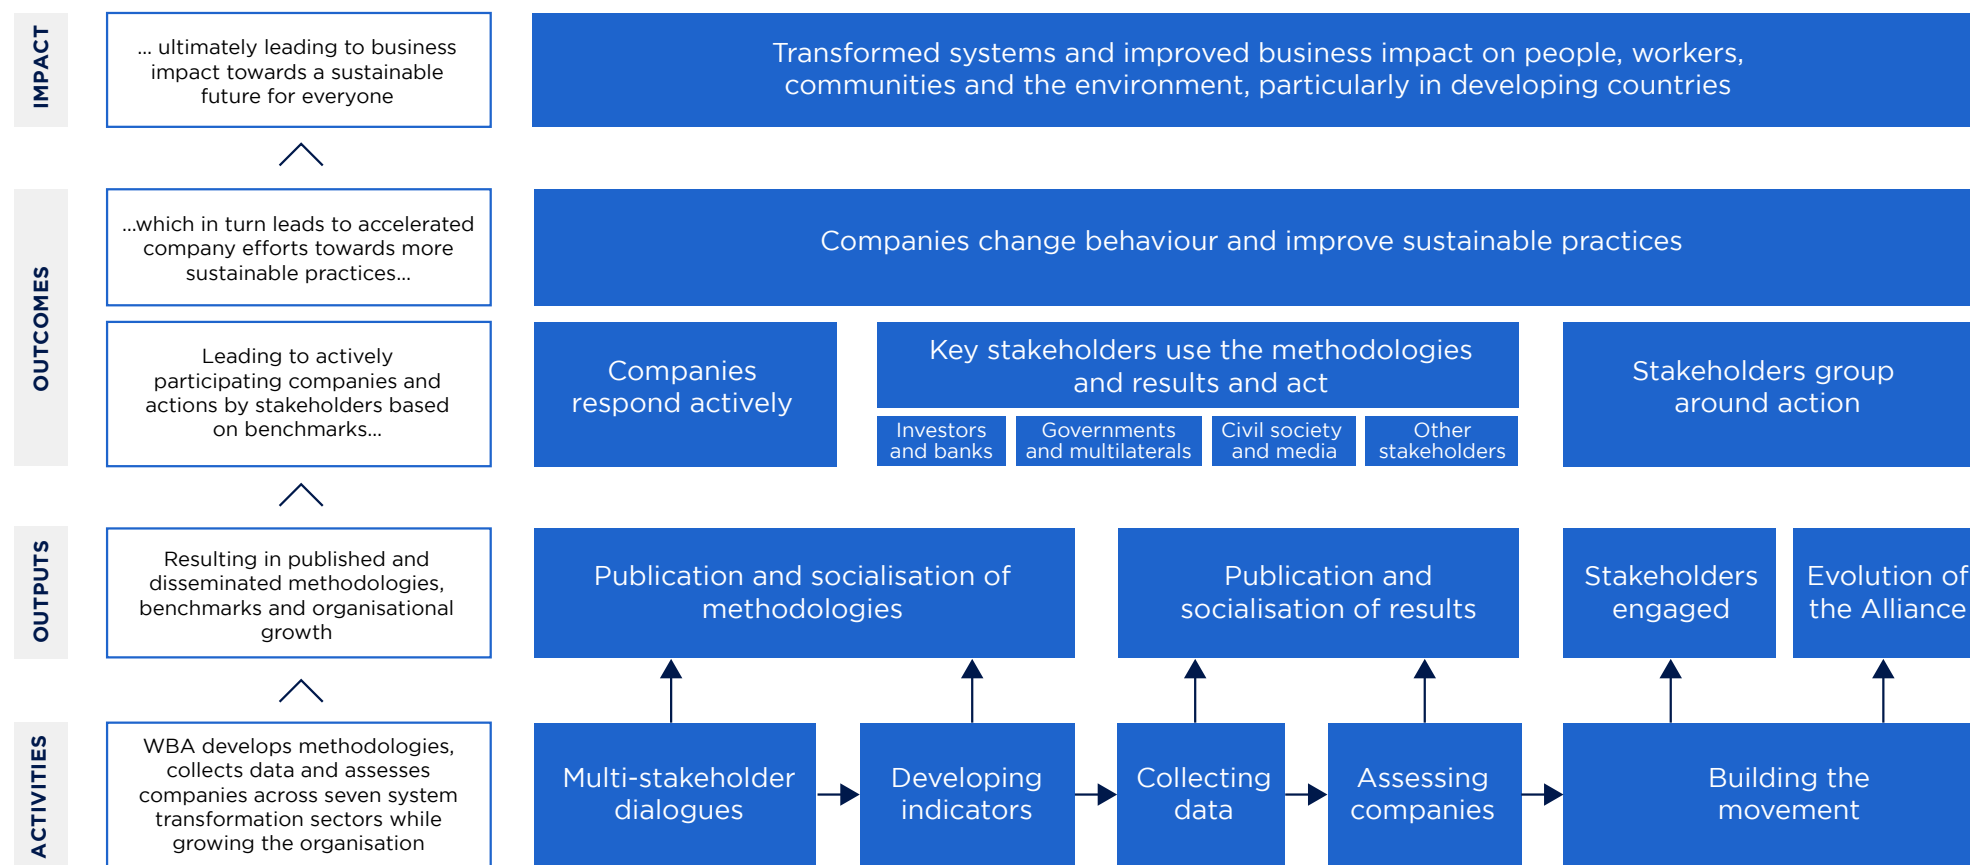 IMPACT
... ultimately leading to business
impact towards a sustainable
future for everyone
Transformed systems and improved business impact on people, workers,
communities and the environment, particularly in developing countries
OUTCOMES
...which in turn leads to accelerated
company efforts towards more
sustainable practices...
Companies change behaviour and improve sustainable practices
Leading to actively
participating companies and
actions by stakeholders based
on benchmarks...
Companies
respond actively
Key stakeholders use the methodologies
and results and act
Investors
and banks
Governments
and multilaterals
Civil society
and media
Other
stakeholders
Stakeholders group
around action
OUTPUTS
Resulting in published and
disseminated methodologies,
benchmarks and organisational
growth
Publication and socialisation of
methodologies
Publication and
socialisation of results
Stakeholders
engaged
Evolution of
the Alliance
ACTIVITIES
WBA develops methodologies,
collects data and assesses
companies across seven system
transformation sectors while
growing the organisation
Multi-stakeholder
dialogues
Developing
indicators
Collecting
data
Assessing
companies
Building the
movement